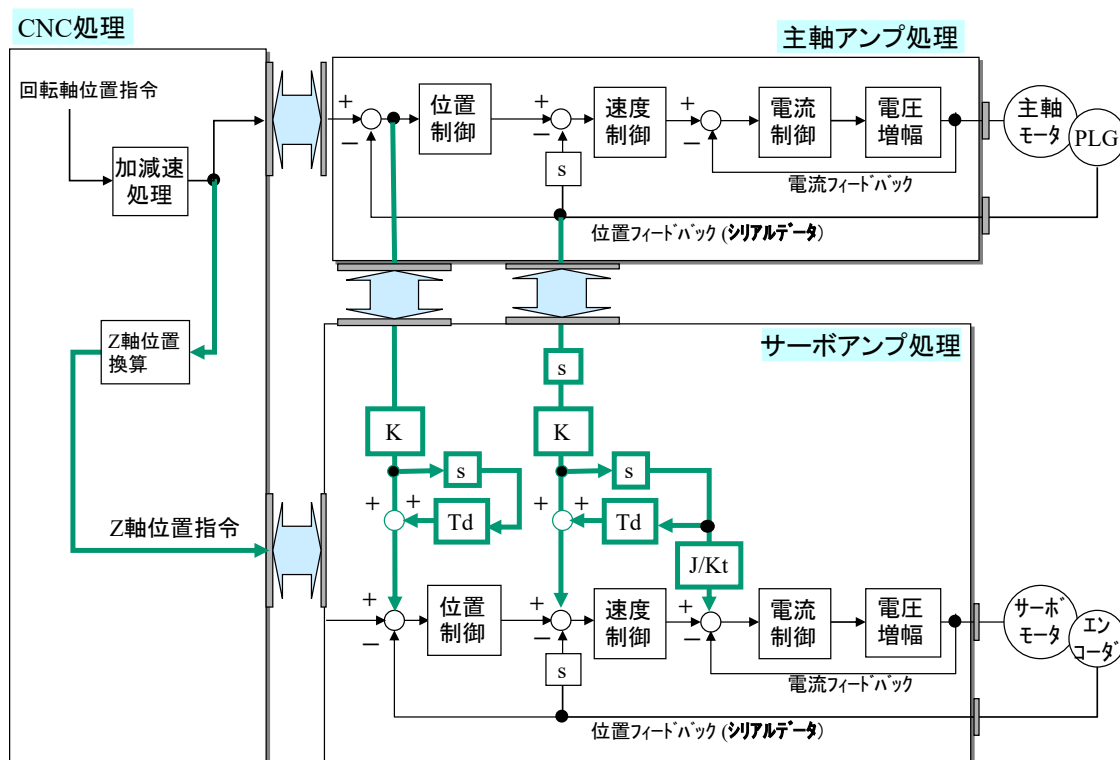 CNC処理
主軸アンプ処理
回転軸位置指令
加減速
処理
+
−
位置
制御
−
速度
制御
+
−
電流
制御
電圧
増幅
主軸
モータ
PLG
s
電流フィードバック
位置フィードバック (シリアルデータ)
Z軸位置
換算
サーボアンプ処理
s
K
K
s
s
+
+
Td
+
+
Td
J/Kt
Z軸位置指令
+
−
位置
制御
−
速度
制御
+
−
電流
制御
電圧
増幅
サーボ
モータ
エン
コーダ
s
電流フィードバック
位置フィードバック (シリアルデータ)